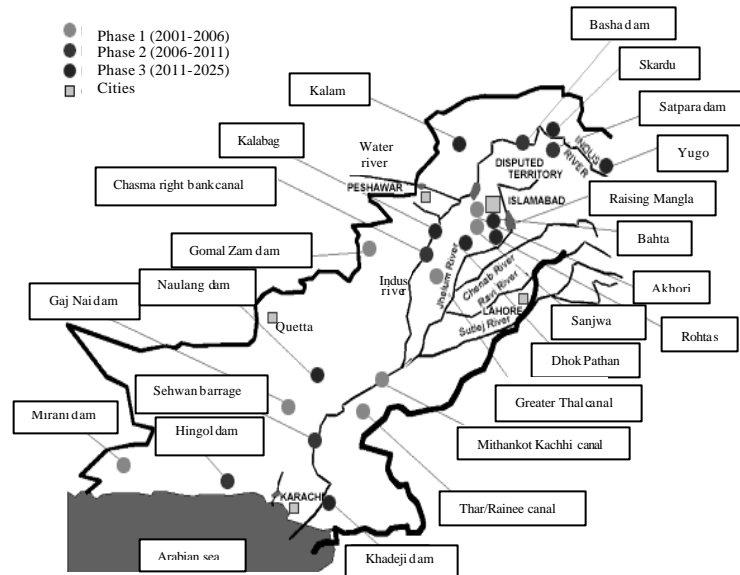 Phase 1 (2001-2006)
Phase 2 (2006-2011)
Phase 3 (2011-2025)
Cities
Basha dam
Skardu
Kalam
Satpara dam
Kalabag
Water
river
INDUS
RIVER
Yugo
DISPUTED
TERRITORY
Chasma right bank canal
PESHAWAR
ISLAMABAD
Raising Mangla
Gomal Zam dam
Bahta
Naulang dam
Indus
river
Jhelum River
Chenab River
Ravi River
Akhori
Gaj Nai dam
LAHORE
Sutlej River
Sanjwa
Rohtas
Quetta
Dhok Pathan
Sehwan barrage
Greater Thal canal
Mirani dam
Hingol dam
Mithankot Kachhi canal
KARACHI
Thar/Rainee canal
Arabian sea
Khadeji dam